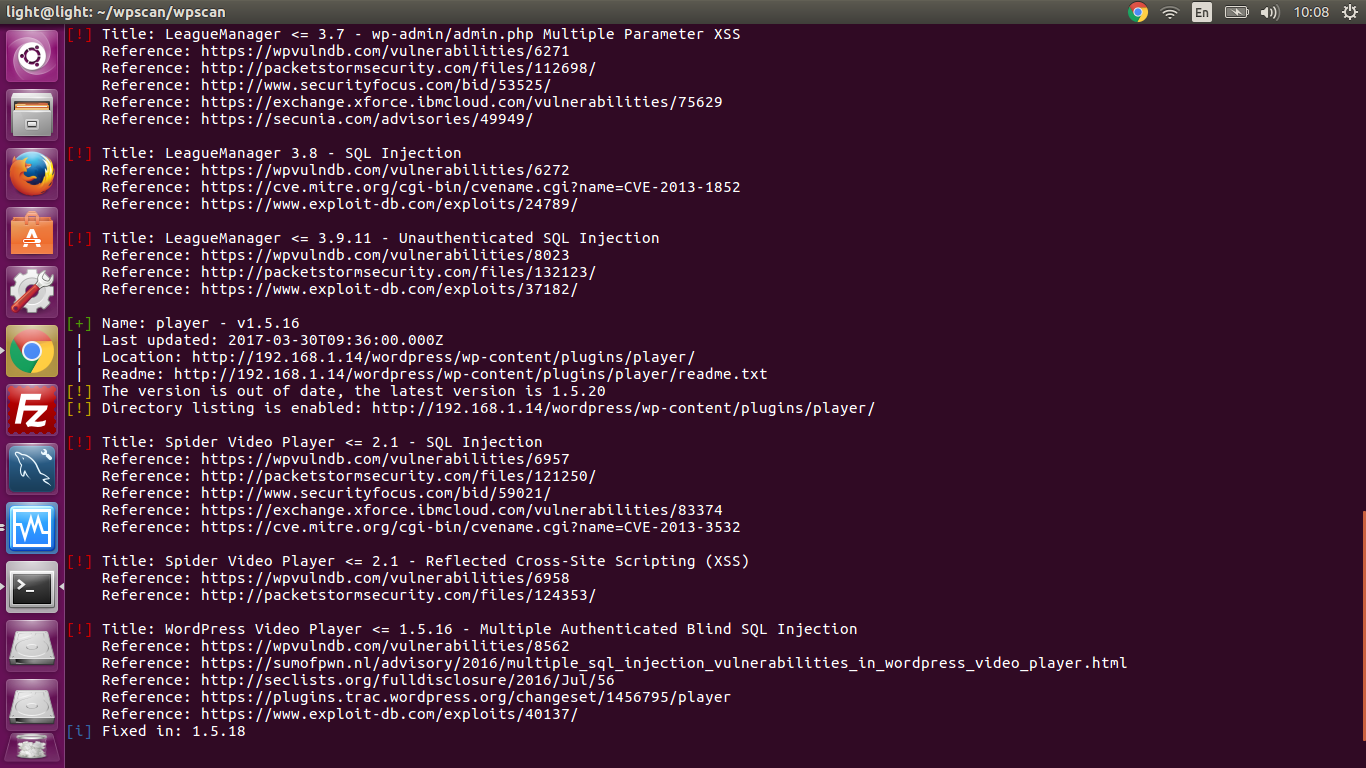 light@light: ~/wpscan/wpscan
En
10:08
[!] Title: LeagueManager <= 3.7 - wp-admin/admin.php Multiple Parameter XSS
Reference: https://wpvulndb.com/vulnerabilities/6271
Reference: http://packetstormsecurity.com/files/112698/
Reference: http://www.securityfocus.com/bid/53525/
Reference: https://exchange.xforce.ibmcloud.com/vulnerabilities/75629
Reference: https://secunia.com/advisories/49949/
[!] Title: LeagueManager 3.8 - SQL Injection
Reference: https://wpvulndb.com/vulnerabilities/6272
Reference: https://cve.mitre.org/cgi-bin/cvename.cgi?name=CVE-2013-1852
Reference: https://www.exploit-db.com/exploits/24789/
[!] Title: LeagueManager <= 3.9.11 - Unauthenticated SQL Injection
Reference: https://wpvulndb.com/vulnerabilities/8023
Reference: http://packetstormsecurity.com/files/132123/
Reference: https://www.exploit-db.com/exploits/37182/
[+] Name: player - v1.5.16
| Last updated: 2017-03-30T09:36:00.000Z
| Location: http://192.168.1.14/wordpress/wp-content/plugins/player/
| Readme: http://192.168.1.14/wordpress/wp-content/plugins/player/readme.txt
[!] The version is out of date, the latest version is 1.5.20
[!] Directory listing is enabled: http://192.168.1.14/wordpress/wp-content/plugins/player/
[!] Title: Spider Video Player <= 2.1 - SQL Injection
Reference: https://wpvulndb.com/vulnerabilities/6957
Reference: http://packetstormsecurity.com/files/121250/
Reference: http://www.securityfocus.com/bid/59021/
Reference: https://exchange.xforce.ibmcloud.com/vulnerabilities/83374
Reference: https://cve.mitre.org/cgi-bin/cvename.cgi?name=CVE-2013-3532
[!] Title: Spider Video Player <= 2.1 - Reflected Cross-Site Scripting (XSS)
Reference: https://wpvulndb.com/vulnerabilities/6958
Reference: http://packetstormsecurity.com/files/124353/
[!] Title: WordPress Video Player <= 1.5.16 - Multiple Authenticated Blind SQL Injection
Reference: https://wpvulndb.com/vulnerabilities/8562
Reference: https://sumofpwn.nl/advisory/2016/multiple_sql_injection_vulnerabilities_in_wordpress_video_player.html
Reference: http://seclists.org/fulldisclosure/2016/Jul/56
Reference: https://plugins.trac.wordpress.org/changeset/1456795/player
Reference: https://www.exploit-db.com/exploits/40137/
[i] Fixed in: 1.5.18